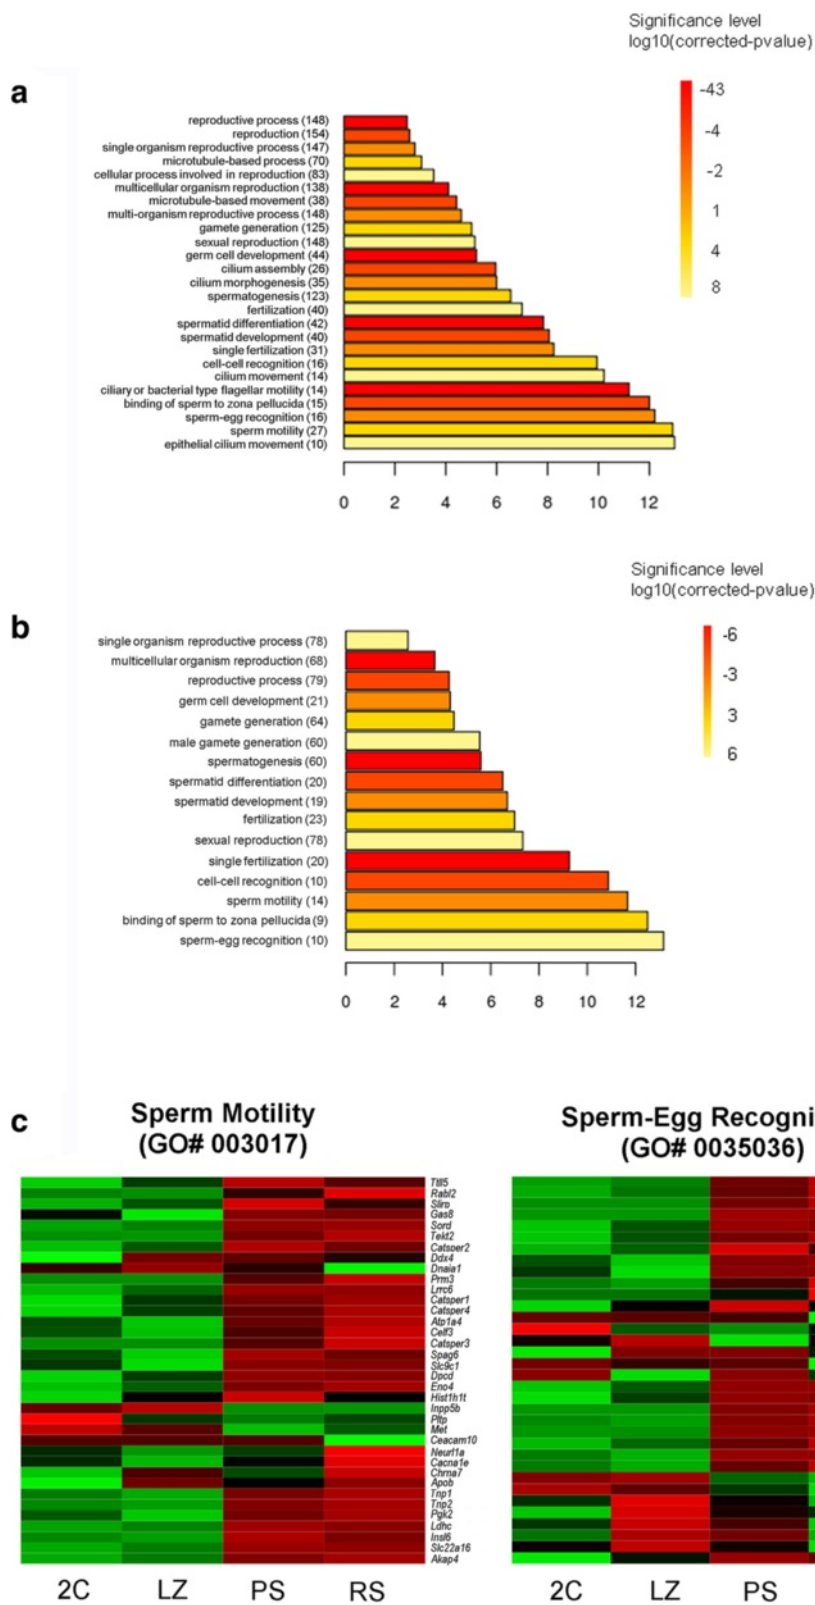 Significance level
log10(corrected-pvalue)
a
-43
-4
-2
1
4
8
reproductive process (148)
reproduction (154)
single organism reproductive process (147)
microtubule-based process (70)
cellular process involved in reproduction (83)
multicellular organism reproduction (138)
microtubule-based movement (38)
multi-organism reproductive process (148)
gamete generation (125)
sexual reproduction (148)
germ cell development (44)
cilium assembly (26)
cilium morphogenesis (35)
spermatogenesis (123)
fertilization (40)
spermatid differentiation (42)
spermatid development (40)
single fertilization (31)
cell-cell recognition (16)
cilium movement (14)
ciliary or bacterial type flagellar motility (14)
binding of sperm to zona pellucida (15)
sperm-egg recognition (16)
sperm motility (27)
epithelial cilium movement (10)
0 2 4 6 8 10 12
Significance level
log10(corrected-pvalue)
b
-6
-3
3
6
single organism reproductive process (78)
multicellular organism reproduction (68)
reproductive process (79)
germ cell development (21)
gamete generation (64)
male gamete generation (60)
spermatogenesis (60)
spermatid differentiation (20)
spermatid development (19)
fertilization (23)
sexual reproduction (78)
single fertilization (20)
cell-cell recognition (10)
sperm motility (14)
binding of sperm to zona pellucida (9)
sperm-egg recognition (10)
0 2 4 6 8 10 12
c
Sperm Motility
(GO# 003017)
Ttll5
Rabl2
Slirp
Gas8
Sord
Tekt2
Catsper2
Ddx4
Dnaia1
Prm3
Lrrc6
Catsper1
Catsper4
Atp1a4
Celf3
Catsper3
Spag6
Slc9c1
Dpcd
Eno4
Hist1h1t
Inpp5b
Pltp
Met
Ceacam10
Neurl1a
Cacna1e
Chrna7
Apob
Tnp1
Tnp2
Pgk2
Ldhc
Insl6
Slc22a16
Akap4
2C LZ PS RS
Sperm-Egg Recogni
(GO# 0035036)
2C LZ PS